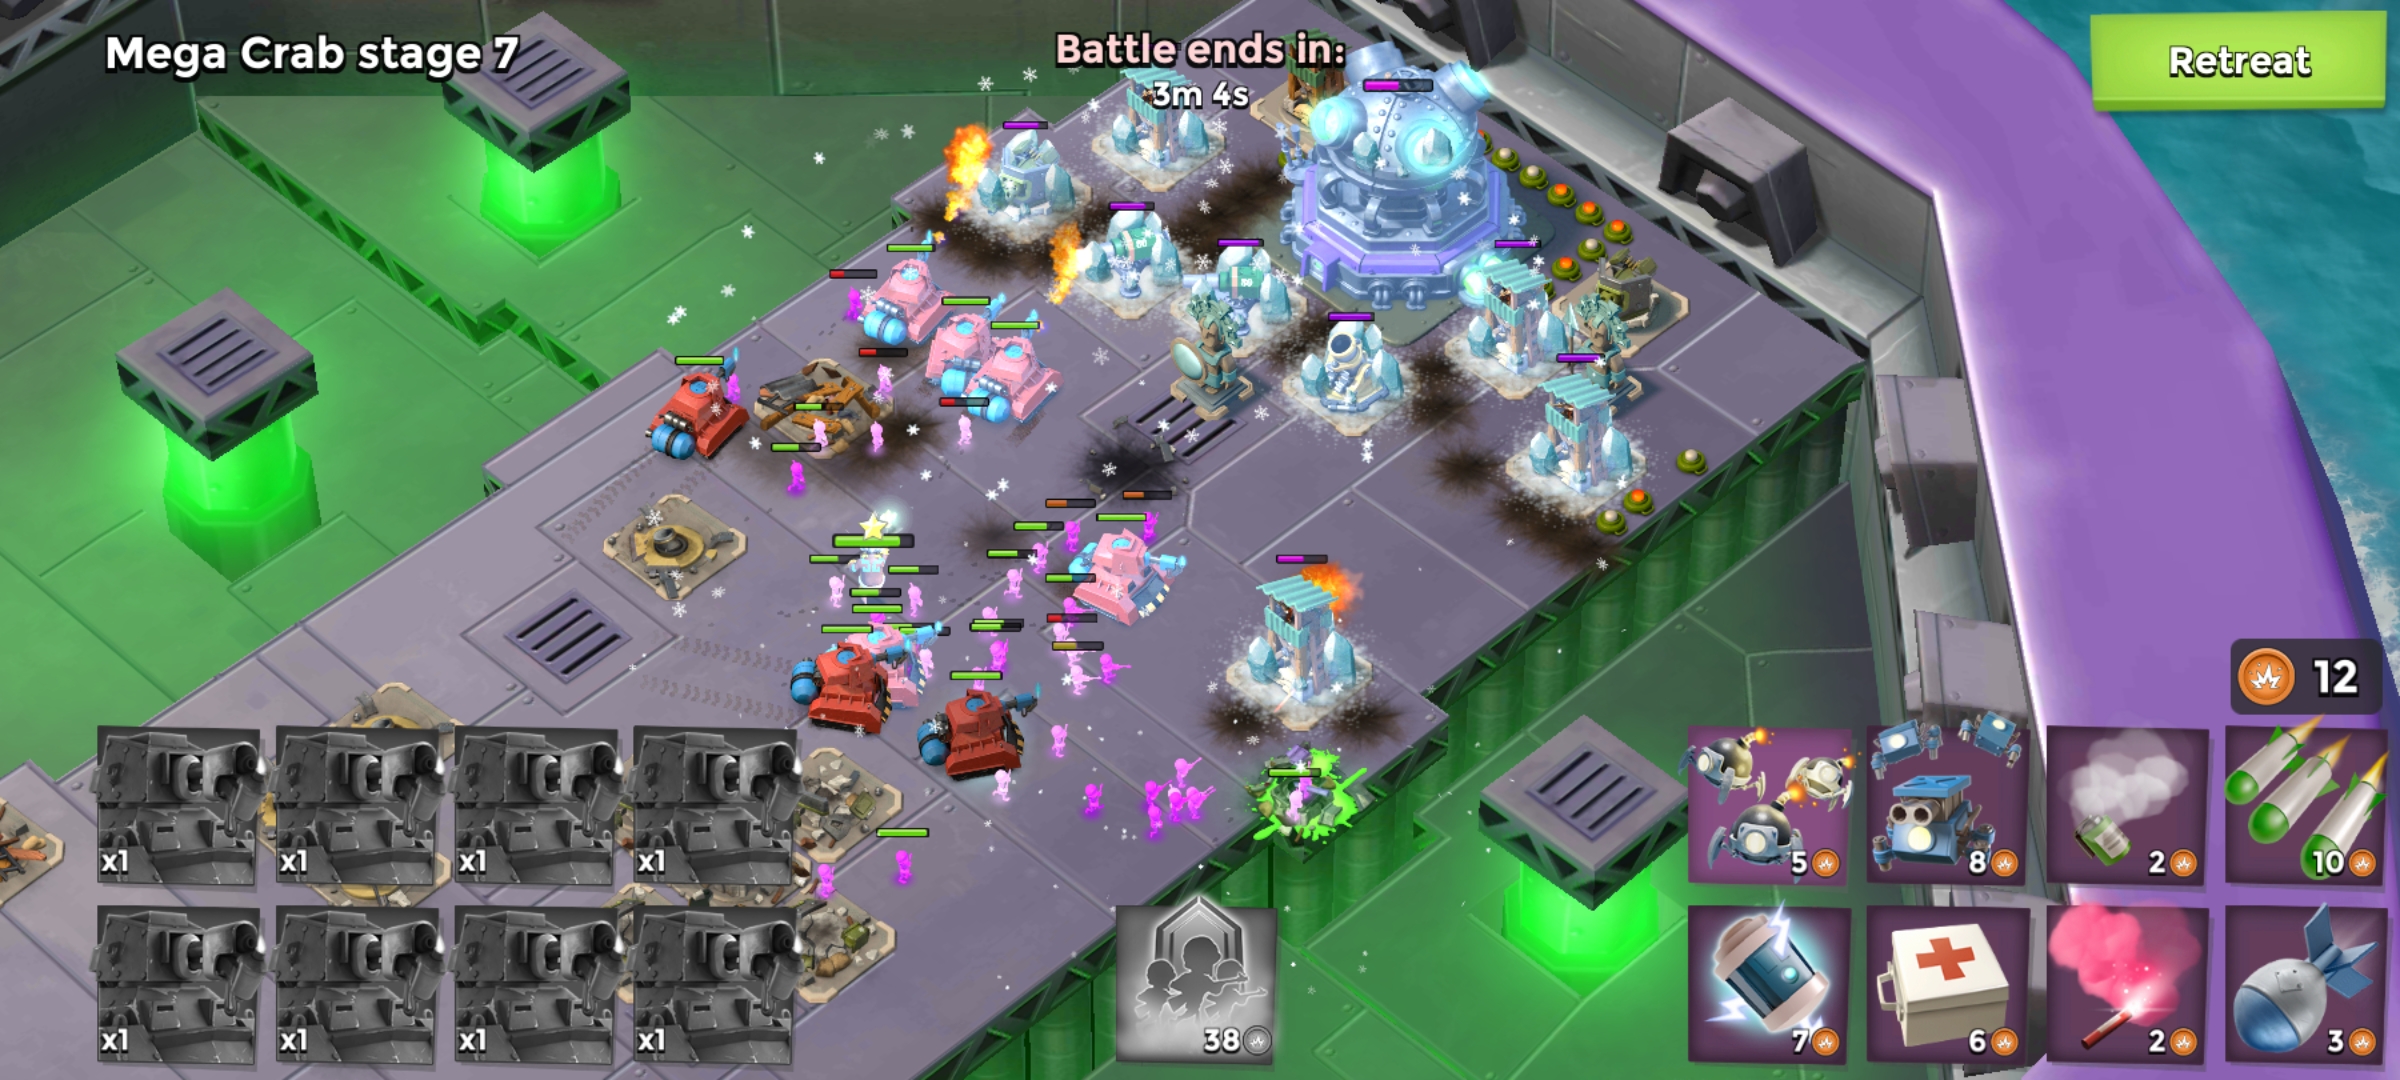 Mega Crab stage 7
Battle ends in:
3m 4s
Retreat
12
5
8
2
10
x1
x1
x1
x1
7
6
2
3
x1
x1
x1
x1
38